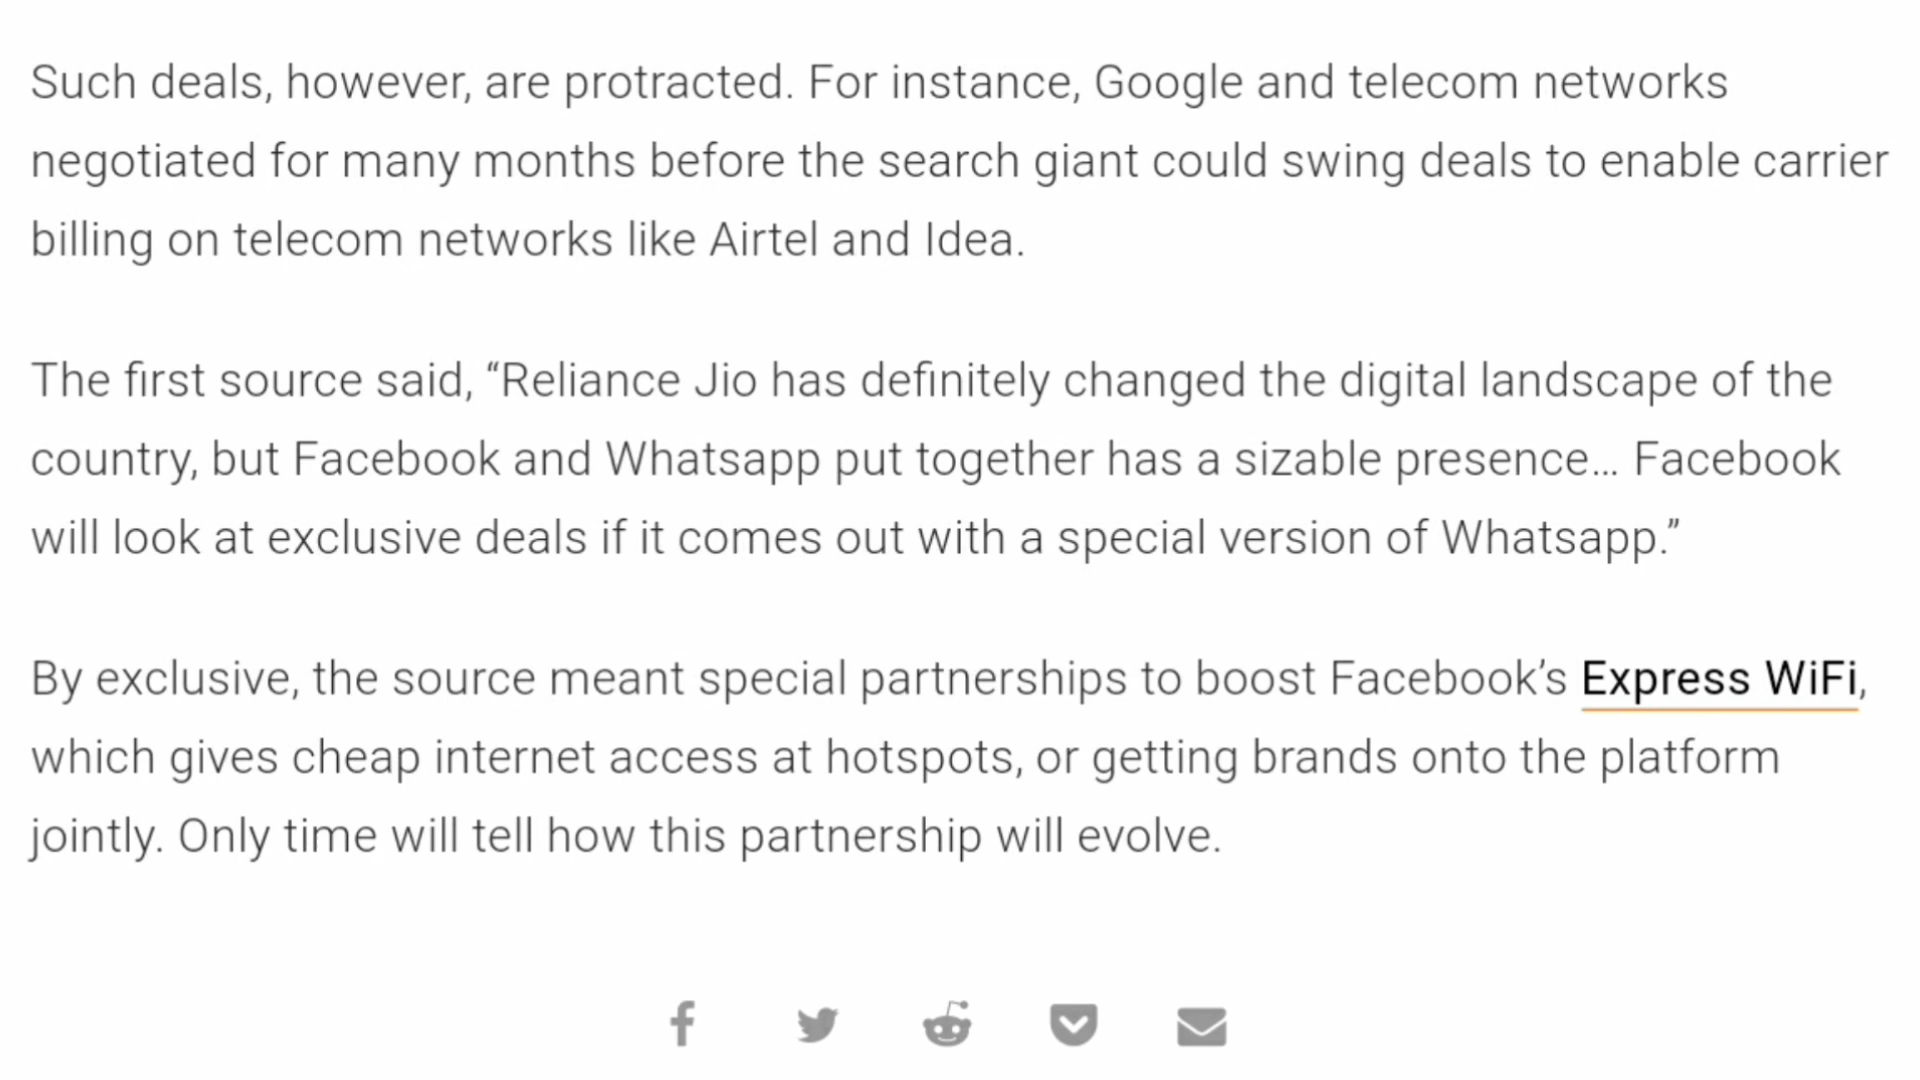 Such deals, however, are protracted. For instance, Google and telecom networks
negotiated for many months before the search giant could swing deals to enable carrier
billing on telecom networks like Airtel and Idea.
The first source said, “Reliance Jio has definitely changed the digital landscape of the
country, but Facebook and Whatsapp put together has a sizable presence… Facebook
will look at exclusive deals if it comes out with a special version of Whatsapp.”
By exclusive, the source meant special partnerships to boost Facebook’s Express WiFi,
which gives cheap internet access at hotspots, or getting brands onto the platform
jointly. Only time will tell how this partnership will evolve.